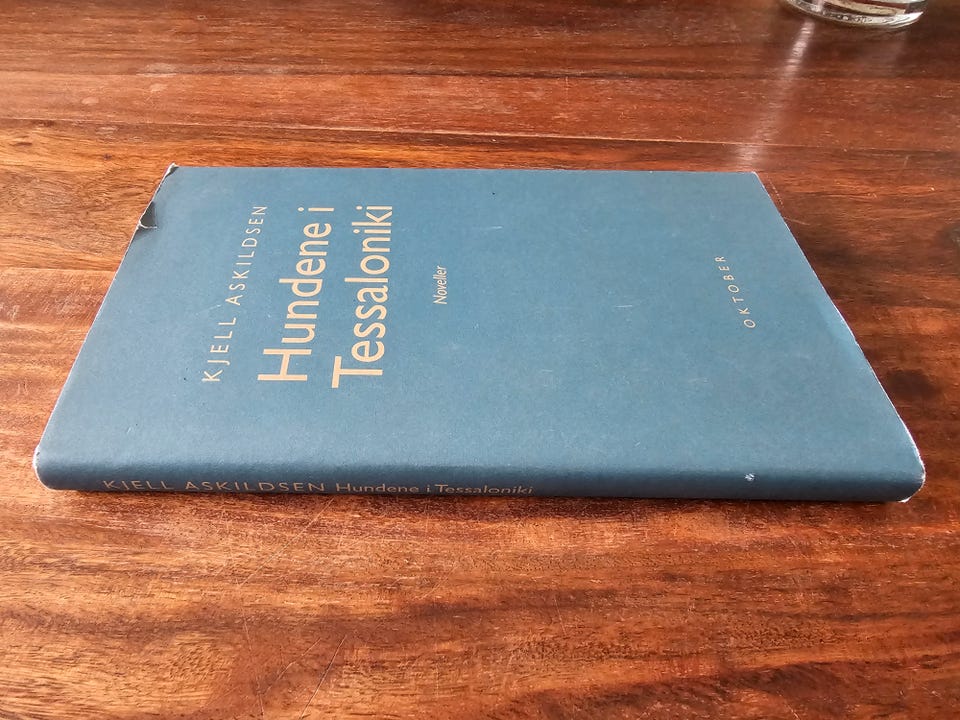 KJELL ASKILDSEN
Hundene i
Tessaloniki
Noveller
OKTOBER
KJELL ASKILDSEN Hundene i Tessaloniki